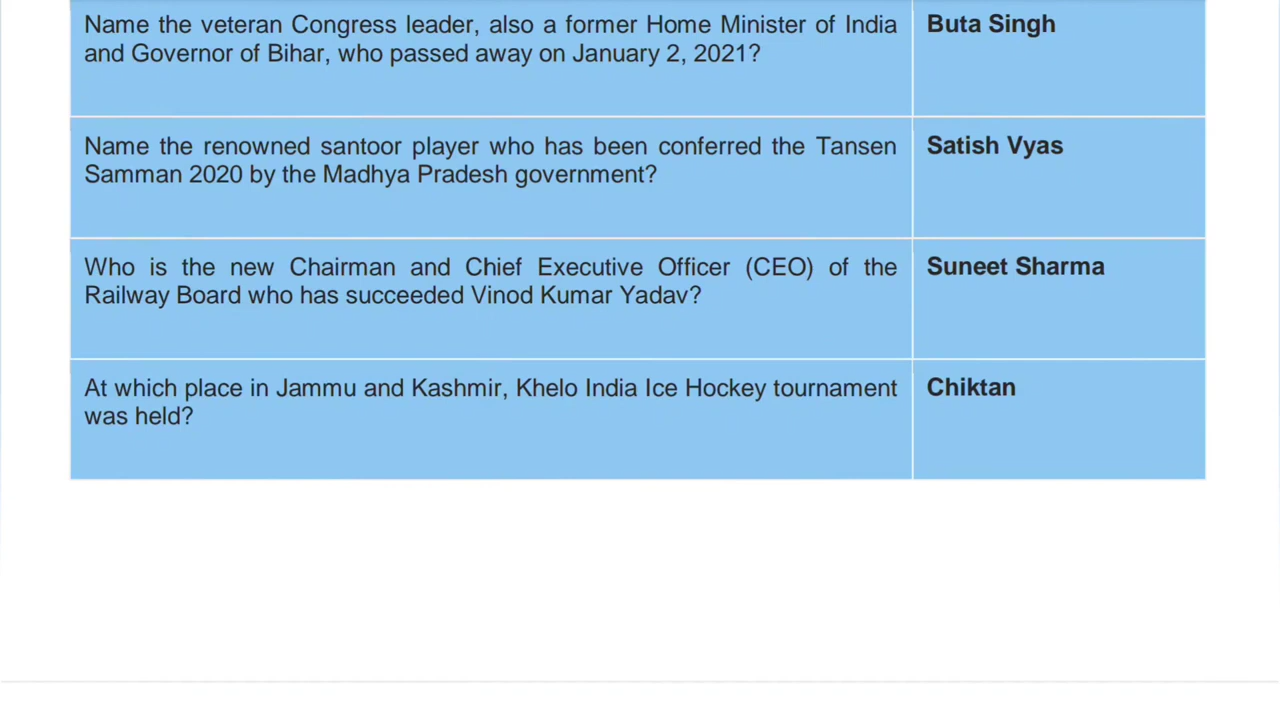 Name the veteran Congress leader, also a former Home Minister of India
and Governor of Bihar, who passed away on January 2, 2021?
Buta Singh
Name the renowned santoor player who has been conferred the Tansen
Samman 2020 by the Madhya Pradesh government?
Satish Vyas
Who is the new Chairman and Chief Executive Officer (CEO) of the
Railway Board who has succeeded Vinod Kumar Yadav?
Suneet Sharma
At which place in Jammu and Kashmir, Khelo India Ice Hockey tournament
was held?
Chiktan